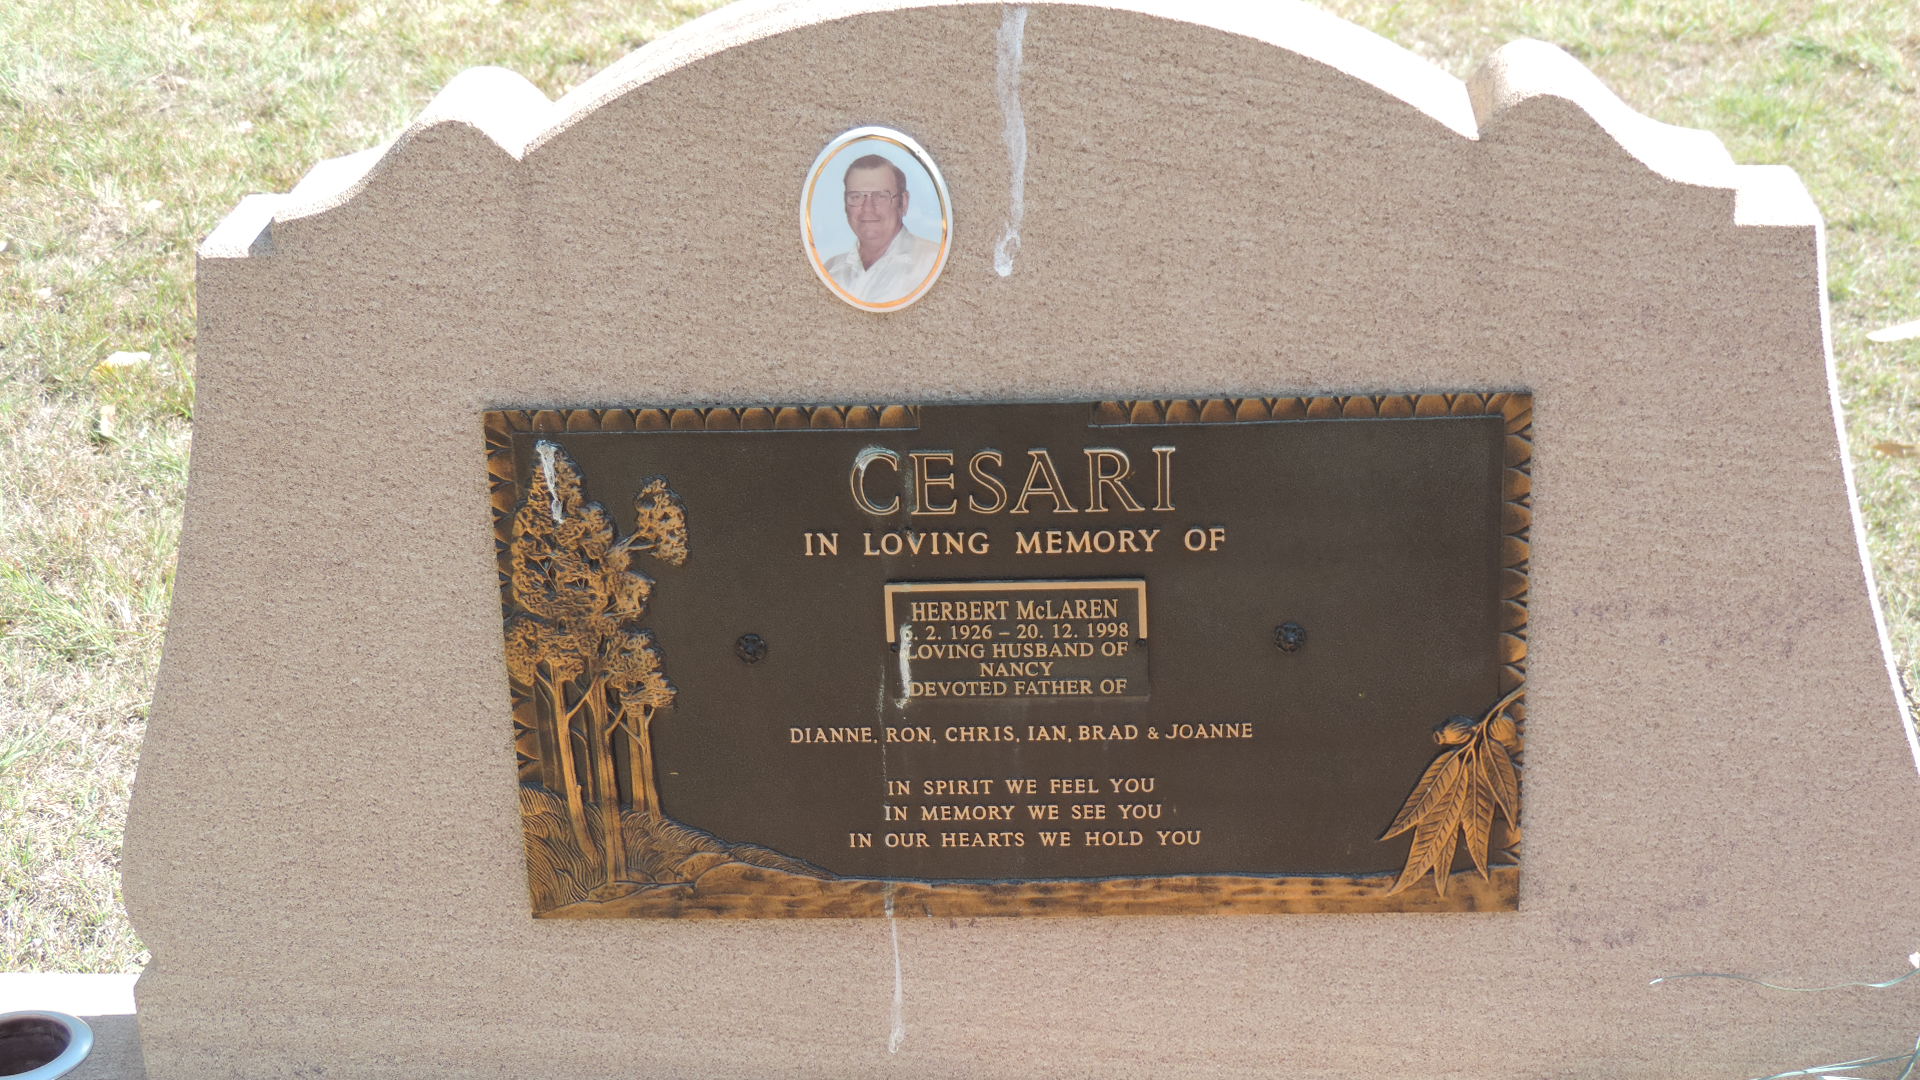 CESARI
IN LOVING MEMORY OF
HERBERT McLAREN
2. 1926 – 20. 12. 1998
LOVING HUSBAND OF
NANCY
DEVOTED FATHER OF
DIANNE, RON, CHRIS, IAN, BRAD & JOANNE
IN SPIRIT WE FEEL YOU
IN MEMORY WE SEE YOU
IN OUR HEARTS WE HOLD YOU